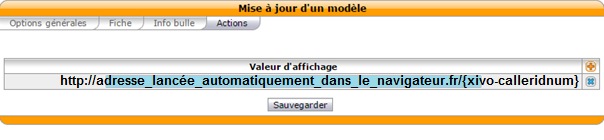 Mise à jour d'un modèle
Options générales Fiche Info bulle Actions
Valeur d'affichage
http://adresse_lancée_automatiquement_dans_le_navigateur.fr/{xivo-calleridnum}
Sauvegarder